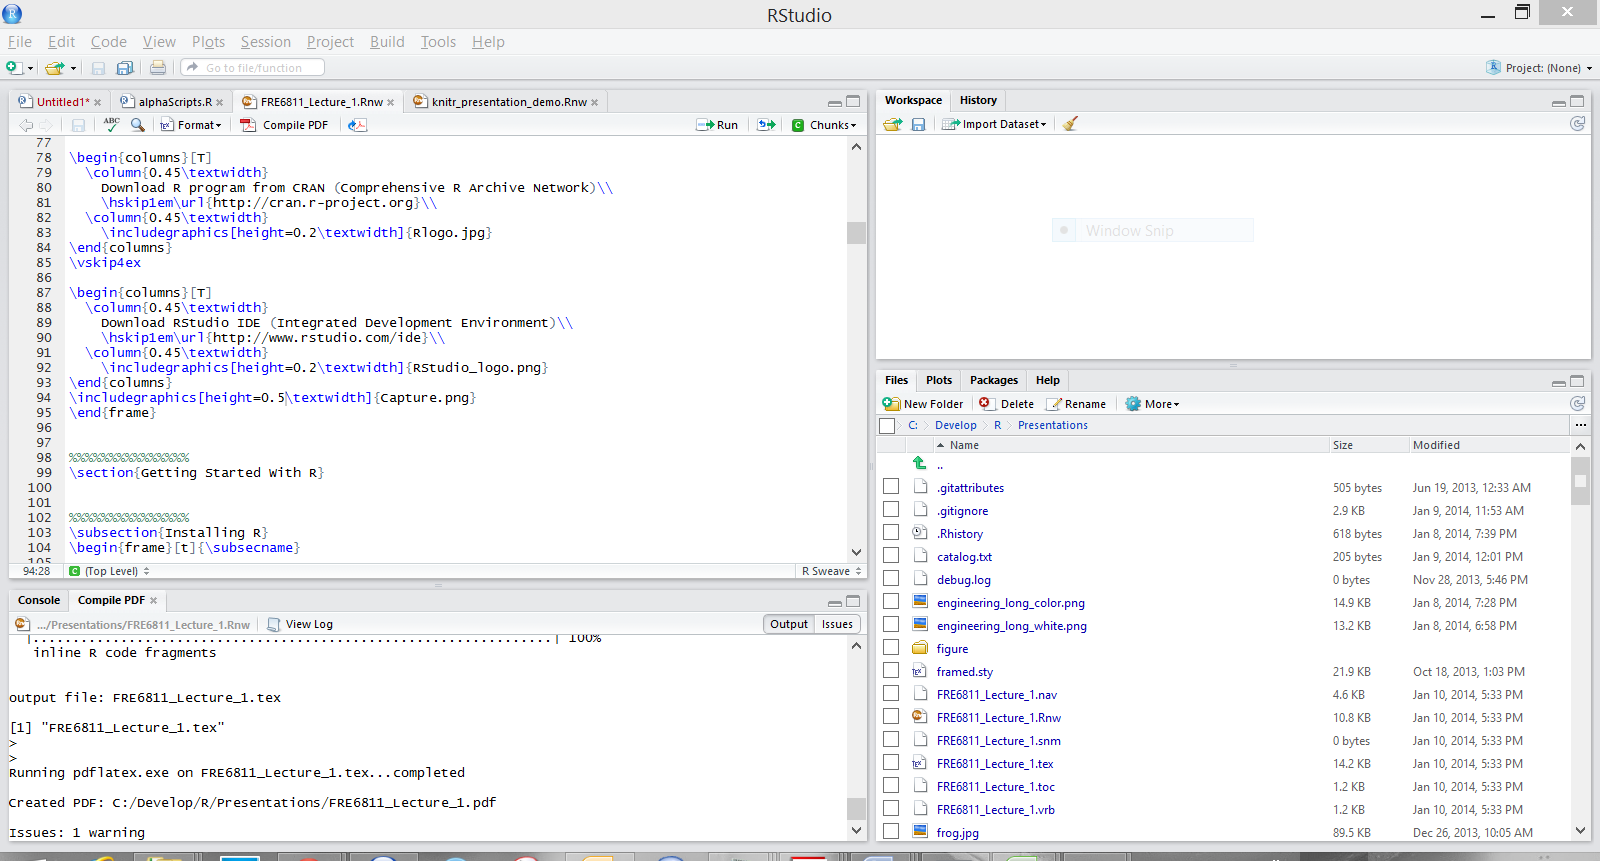 RStudio
File Edit Code View Plots Session Project Build Tools Help
Go to file/function
Project: (None)
Untitled1* alphaScripts.R FRE6811_Lecture_1.Rnw knitr_presentation_demo.Rnw
ABC Format Compile PDF Run Chunks
77
78 \begin{columns}[T]
79 \column{0.45\textwidth}
80 Download R program from CRAN (Comprehensive R Archive Network)\\
81 \hskip1em\url{http://cran.r-project.org}\\
82 \column{0.45\textwidth}
83 \includegraphics[height=0.2\textwidth]{Rlogo.jpg}
84 \end{columns}
85 \vskip4ex
86
87 \begin{columns}[T]
88 \column{0.45\textwidth}
89 Download RStudio IDE (Integrated Development Environment)\\
90 \hskip1em\url{http://www.rstudio.com/ide}\\
91 \column{0.45\textwidth}
92 \includegraphics[height=0.2\textwidth]{RStudio_logo.png}
93 \end{columns}
94 \includegraphics[height=0.5\textwidth]{Capture.png}
95 \end{frame}
96
97
98 %%%%%%%%%%%%%%%
99 \section{Getting Started With R}
100
101
102 %%%%%%%%%%%%%%%
103 \subsection{Installing R}
104 \begin{frame}[t]{\subsecname}
105
94:28 (Top Level) R Sweave
Console Compile PDF
.../Presentations/FRE6811_Lecture_1.Rnw View Log Output Issues
|.................................................................| 100%
inline R code fragments
output file: FRE6811_Lecture_1.tex
[1] "FRE6811_Lecture_1.tex"
>
>
Running pdflatex.exe on FRE6811_Lecture_1.tex...completed
Created PDF: C:/Develop/R/Presentations/FRE6811_Lecture_1.pdf
Issues: 1 warning
Workspace History
Import Dataset
Window Snip
Files Plots Packages Help
New Folder Delete Rename More
C: Develop R Presentations ...
Name Size Modified
..
.gitattributes 505 bytes Jun 19, 2013, 12:33 AM
.gitignore 2.9 KB Jan 9, 2014, 11:53 AM
.Rhistory 618 bytes Jan 8, 2014, 7:39 PM
catalog.txt 205 bytes Jan 9, 2014, 12:01 PM
debug.log 0 bytes Nov 28, 2013, 5:46 PM
engineering_long_color.png 14.9 KB Jan 8, 2014, 7:28 PM
engineering_long_white.png 13.2 KB Jan 8, 2014, 6:58 PM
figure
framed.sty 21.9 KB Oct 18, 2013, 1:03 PM
FRE6811_Lecture_1.nav 4.6 KB Jan 10, 2014, 5:33 PM
FRE6811_Lecture_1.Rnw 10.8 KB Jan 10, 2014, 5:33 PM
FRE6811_Lecture_1.snm 0 bytes Jan 10, 2014, 5:33 PM
FRE6811_Lecture_1.tex 14.2 KB Jan 10, 2014, 5:33 PM
FRE6811_Lecture_1.toc 1.2 KB Jan 10, 2014, 5:33 PM
FRE6811_Lecture_1.vrb 1.2 KB Jan 10, 2014, 5:33 PM
frog.jpg 89.5 KB Dec 26, 2013, 10:05 AM